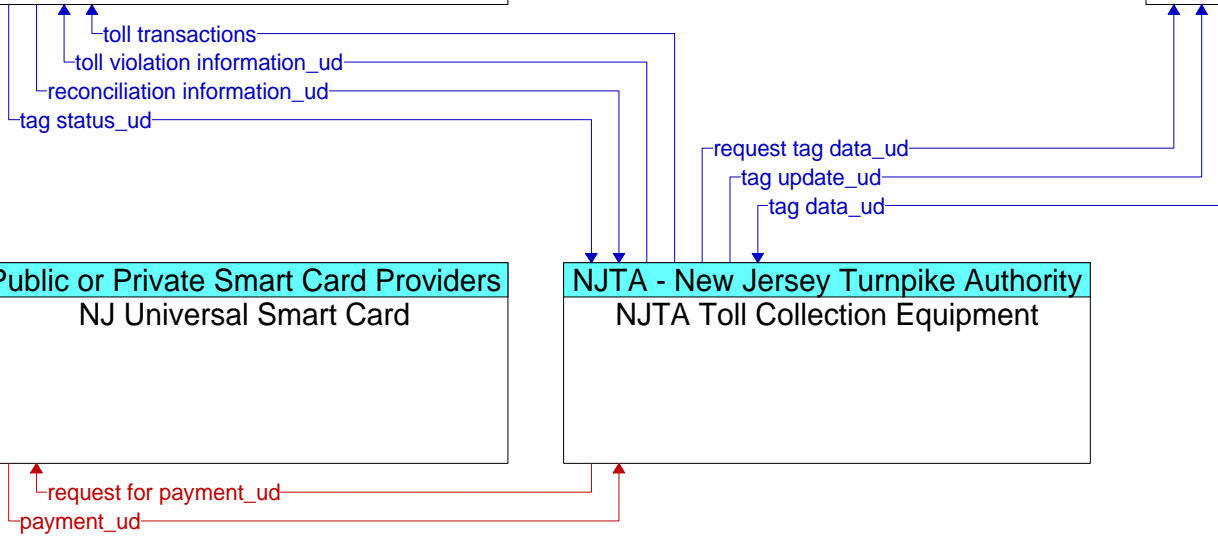 toll transactions
toll violation information_ud
reconciliation information_ud
tag status_ud
request tag data_ud
tag update_ud
tag data_ud
Public or Private Smart Card Providers
NJ Universal Smart Card
NJTA - New Jersey Turnpike Authority
NJTA Toll Collection Equipment
request for payment_ud
payment_ud